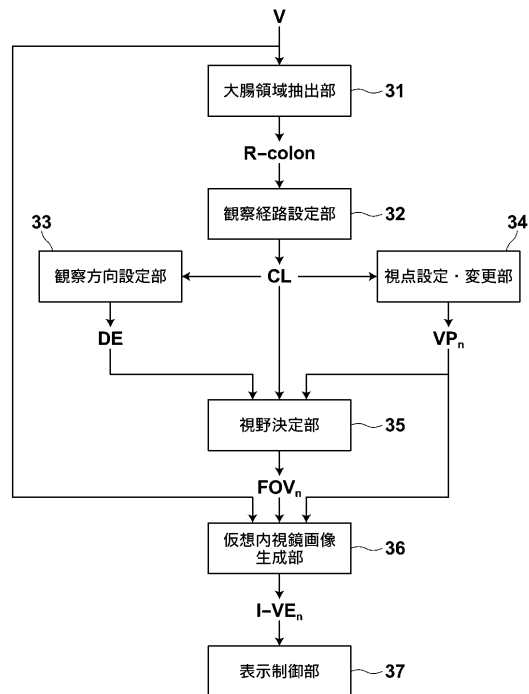 V
大腸領域抽出部
31
R-colon
観察経路設定部
32
33
34
観察方向設定部
CL
視点設定・変更部
DE
VPn
視野決定部
35
FOVn
仮想内視鏡画像
生成部
36
I-VEn
表示制御部
37